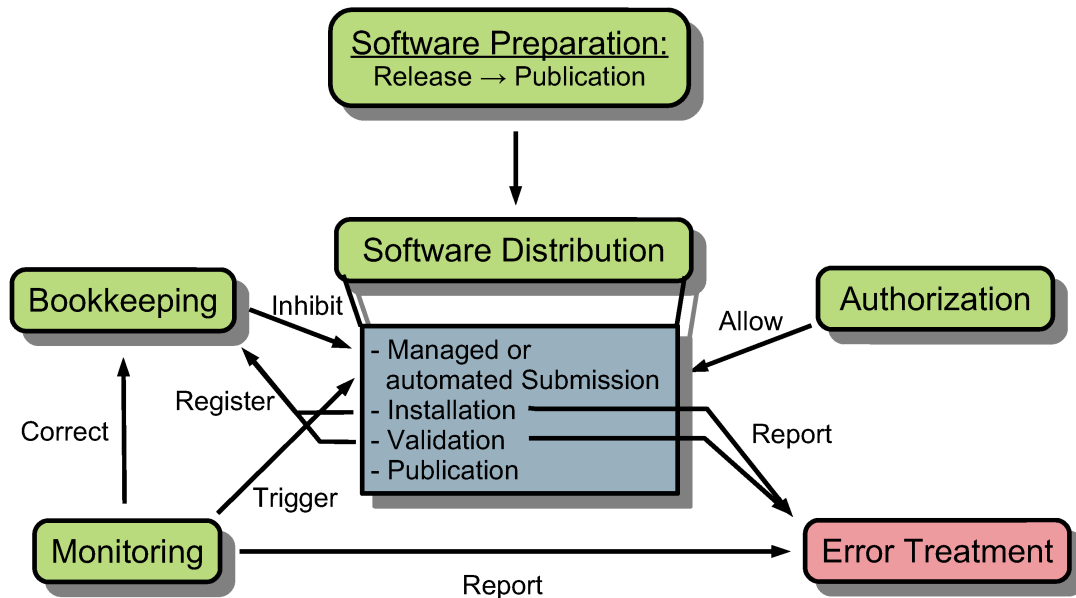 Software Preparation:
Release → Publication
Software Distribution
Bookkeeping
Inhibit
Authorization
Allow
- Managed or
automated Submission
- Installation
- Validation
- Publication
Register
Correct
Report
Trigger
Monitoring
Error Treatment
Report